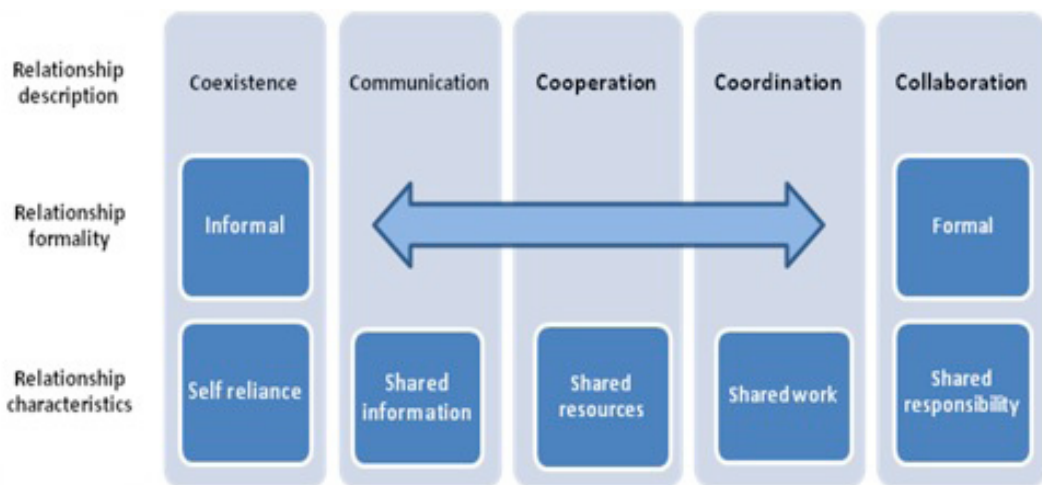 Relationship
description
Coexistence
Communication
Cooperation
Coordination
Collaboration
Relationship
formality
Informal
Formal
Relationship
characteristics
Self reliance
Shared
information
Shared
resources
Shared work
Shared
responsibility